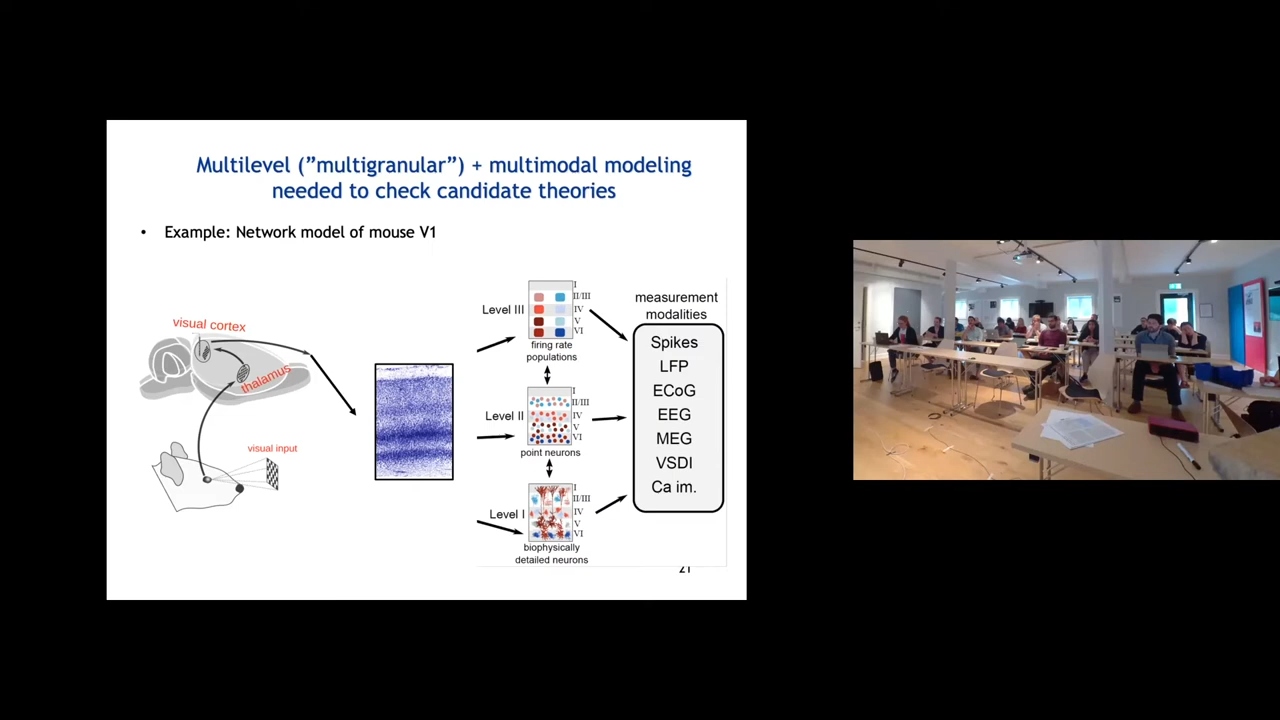 Multilevel (”multigranular”) + multimodal modeling
needed to check candidate theories
• Example: Network model of mouse V1
visual cortex
thalamus
visual input
Level III
I
II/III
IV
V
VI
firing rate
populations
Level II
I
II/III
IV
V
VI
point neurons
Level I
I
II/III
IV
V
VI
biophysically
detailed neurons
measurement
modalities
Spikes
LFP
ECoG
EEG
MEG
VSDI
Ca im.
21